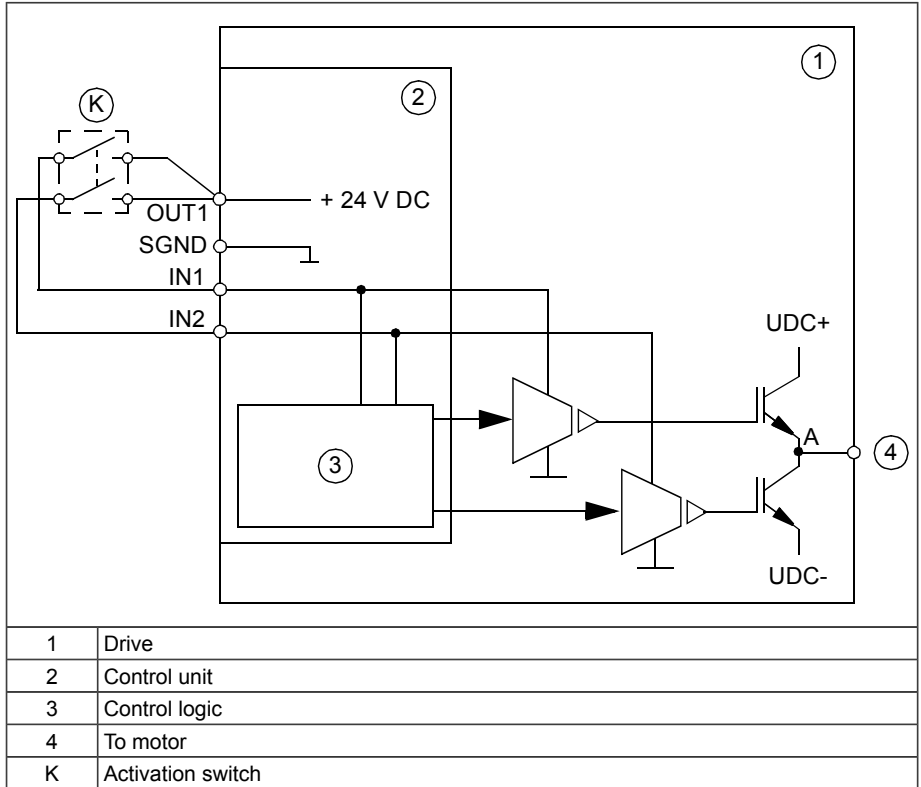 1
2
K
+ 24 V DC
OUT1
SGND
IN1
IN2
UDC+
A
3
4
UDC-
1 Drive
2 Control unit
3 Control logic
4 To motor
K Activation switch